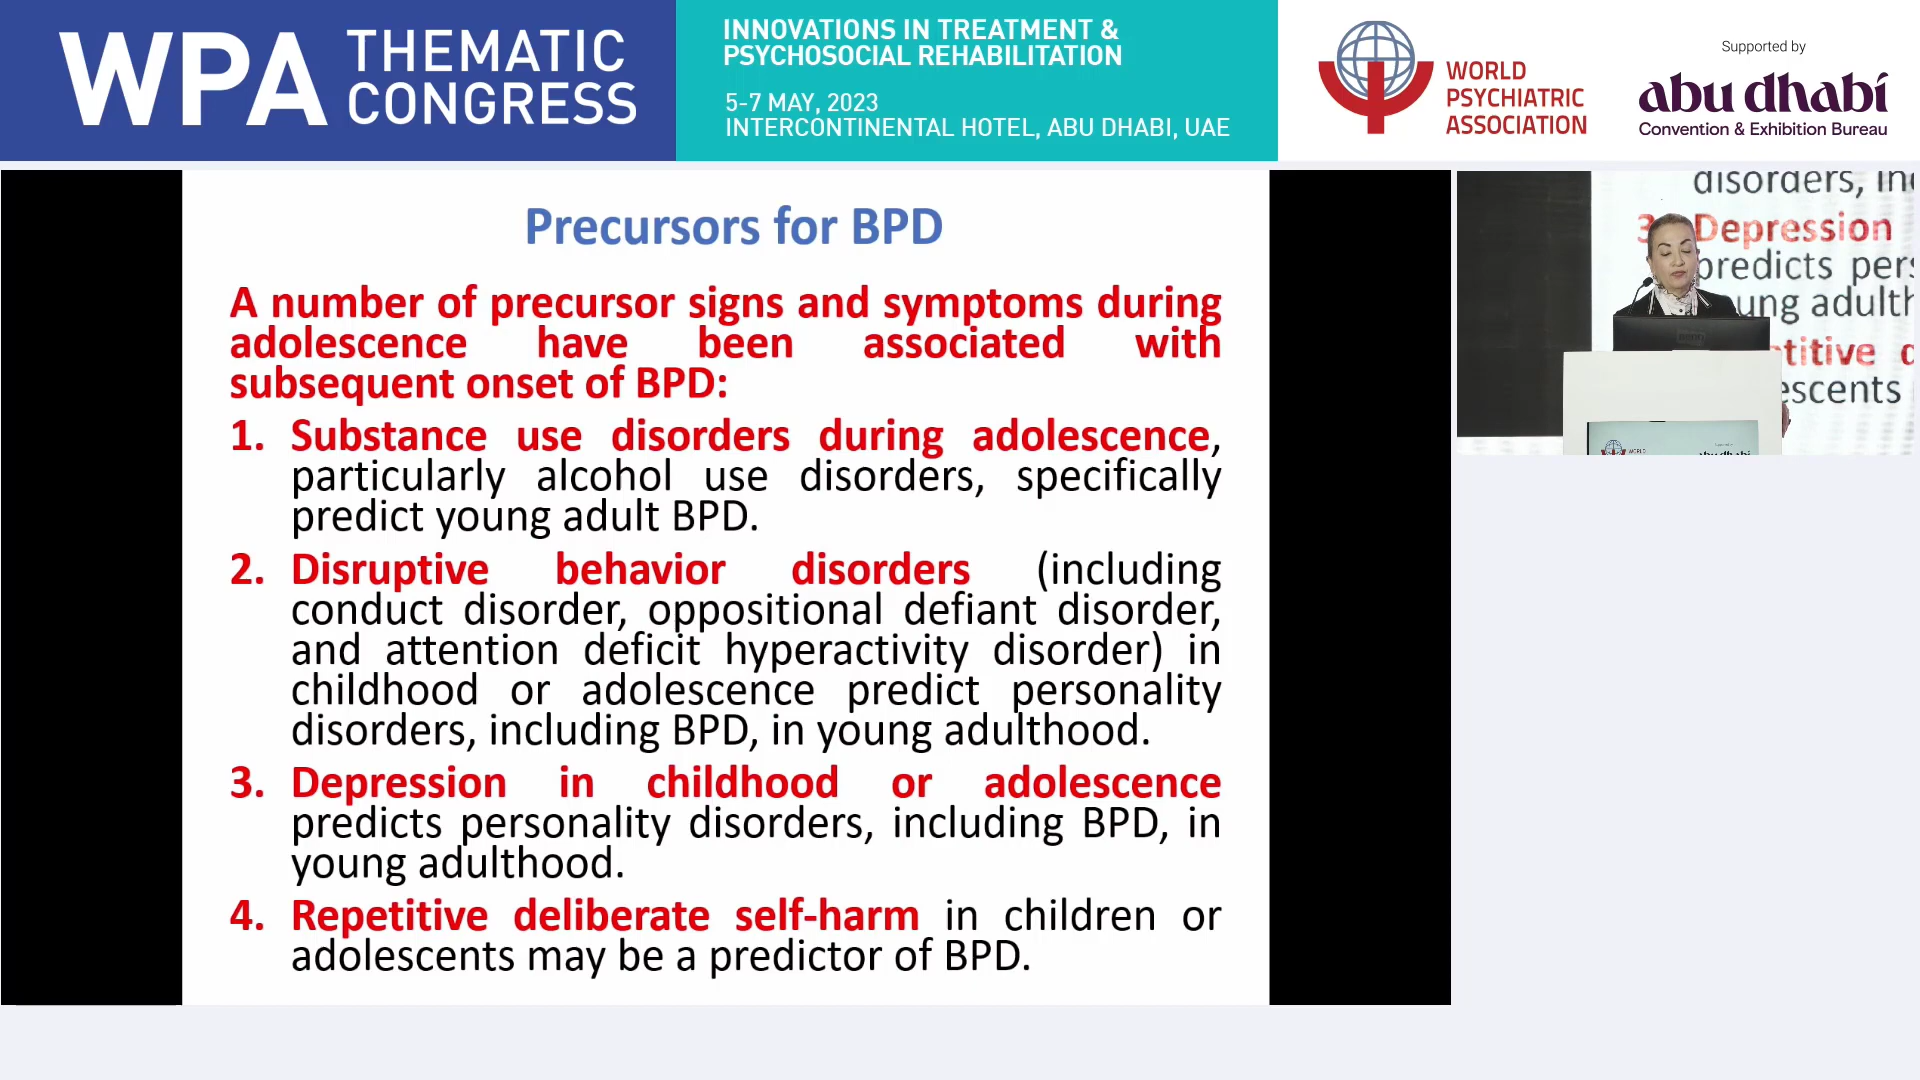 WPA THEMATIC
CONGRESS
INNOVATIONS IN TREATMENT &
PSYCHOSOCIAL REHABILITATION
5-7 MAY, 2023
INTERCONTINENTAL HOTEL, ABU DHABI, UAE
WORLD
PSYCHIATRIC
ASSOCIATION
Supported by
abu dhabi
Convention & Exhibition Bureau
Precursors for BPD
A number of precursor signs and symptoms during
adolescence have been associated with
subsequent onset of BPD:
1. Substance use disorders during adolescence,
particularly alcohol use disorders, specifically
predict young adult BPD.
2. Disruptive behavior disorders (including
conduct disorder, oppositional defiant disorder,
and attention deficit hyperactivity disorder) in
childhood or adolescence predict personality
disorders, including BPD, in young adulthood.
3. Depression in childhood or adolescence
predicts personality disorders, including BPD, in
young adulthood.
4. Repetitive deliberate self-harm in children or
adolescents may be a predictor of BPD.
disorders, in
3. Depression
predicts pers
ung adulth
titive d
escents